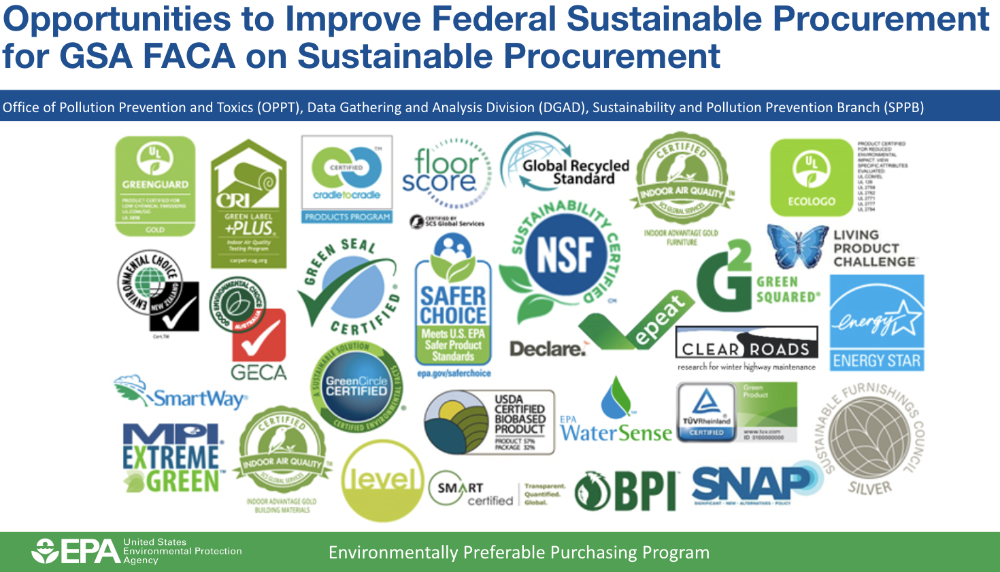 Opportunities to Improve Federal Sustainable Procurement
for GSA FACA on Sustainable Procurement
Office of Pollution Prevention and Toxics (OPPT), Data Gathering and Analysis Division (DGAD), Sustainability and Pollution Prevention Branch (SPPB)
UL
GREENGUARD
PRODUCT CERTIFIED FOR
LOW CHEMICAL EMISSIONS
UL.COM/GG
UL 2818
GOLD
CRI
GREEN LABEL
+PLUS®
Indoor Air Quality
Testing Program
carpet-rug.org
TM
CERTIFIED
cradletocradle
PRODUCTS PROGRAM
floor
score®
CERTIFIED BY
SCS Global Services
Global Recycled
Standard
CERTIFIED
INDOOR AIR QUALITY™
SCS GLOBAL SERVICES
INDOOR ADVANTAGE GOLD
FURNITURE
UL
ECOLOGO
PRODUCT CERTIFIED
FOR REDUCED
ENVIRONMENTAL
IMPACT. VIEW
SPECIFIC ATTRIBUTES
EVALUATED:
UL.COM/EL
UL 126
UL 2759
UL 2762
UL 2771
UL 2777
UL 2784
ENVIRONMENTAL CHOICE
NEW ZEALAND
GOOD ENVIRONMENTAL CHOICE
AUSTRALIA
GECA
GREEN SEAL
CERTIFIED®
SAFER
CHOICE
Meets U.S. EPA
Safer Product
Standards
epa.gov/saferchoice
SUSTAINABILITY CERTIFIED
NSF
CM
G2
GREEN
SQUARED®
LIVING
PRODUCT
CHALLENGE
energy
ENERGY STAR
Declare.
epeat
CLEAR ROADS
research for winter highway maintenance
SmartWay®
A SUSTAINABLE SOLUTION
GreenCircle
CERTIFIED
CERTIFIED ENVIRONMENTAL FACTS
®
USDA
CERTIFIED
BIOBASED
PRODUCT
PRODUCT 57%
PACKAGE 32%
EPA
WaterSense
TÜVRheinland®
CERTIFIED
Green
Product
www.tuv.com
ID 0100000000
SUSTAINABLE FURNISHINGS COUNCIL
SILVER
MPI®
EXTREME
GREEN™
CERTIFIED
INDOOR AIR QUALITY™
SCS GLOBAL SERVICES
INDOOR ADVANTAGE GOLD
BUILDING MATERIALS
level
SMART
certified
Transparent.
Quantified.
Global.
BPI
SNAP
SIGNIFICANT · NEW · ALTERNATIVES · POLICY
EPA
United States
Environmental Protection
Agency
Environmentally Preferable Purchasing Program